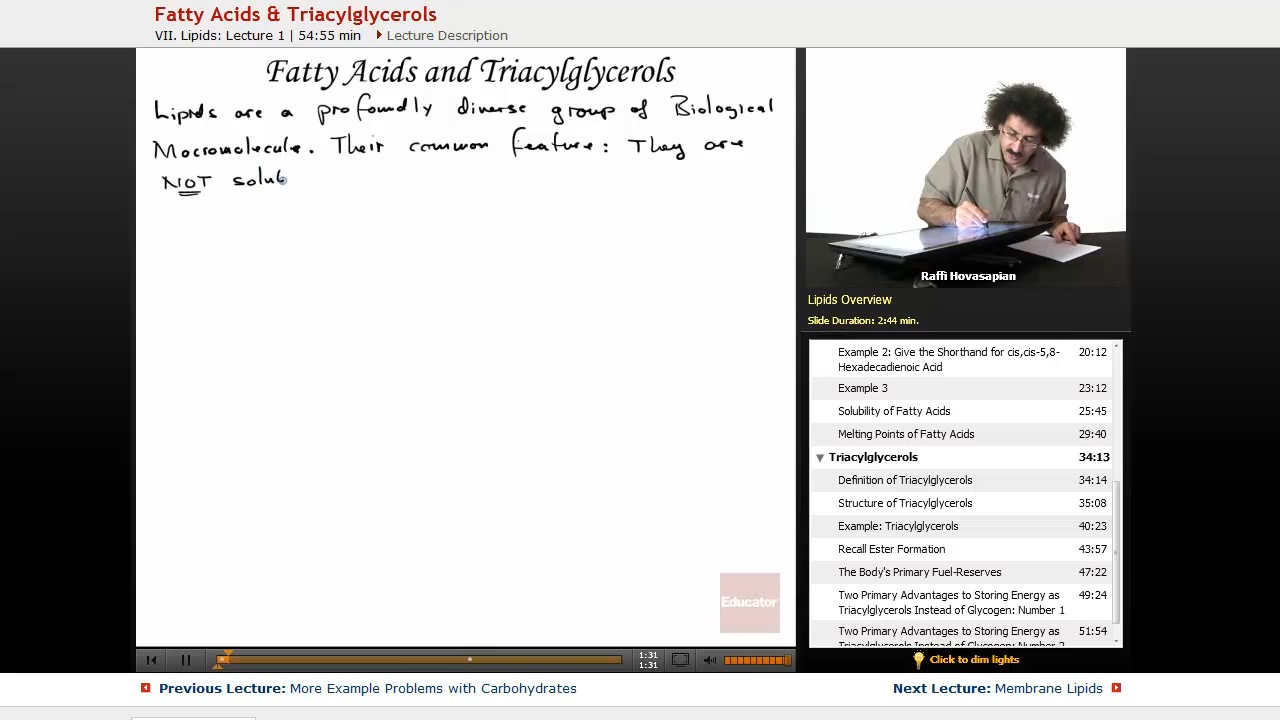 Fatty Acids & Triacylglycerols
VII. Lipids: Lecture 1 | 54:55 min
Lecture Description
Fatty Acids and Triacylglycerols
Lipids are a profoundly diverse group of Biological
Macromolecule. Their common feature: They are
NOT solub
Educator
Raffi Hovasapian
Lipids Overview
Slide Duration: 2:44 min.
Example 2: Give the Shorthand for cis,cis-5,8-
Hexadecadienoic Acid 20:12
Example 3 23:12
Solubility of Fatty Acids 25:45
Melting Points of Fatty Acids 29:40
Triacylglycerols 34:13
Definition of Triacylglycerols 34:14
Structure of Triacylglycerols 35:08
Example: Triacylglycerols 40:23
Recall Ester Formation 43:57
The Body's Primary Fuel-Reserves 47:22
Two Primary Advantages to Storing Energy as
Triacylglycerols Instead of Glycogen: Number 1 49:24
Two Primary Advantages to Storing Energy as
Triacylglycerols Instead of Glycogen: Number 2 51:54
1:31
1:31
Click to dim lights
Previous Lecture: More Example Problems with Carbohydrates
Next Lecture: Membrane Lipids